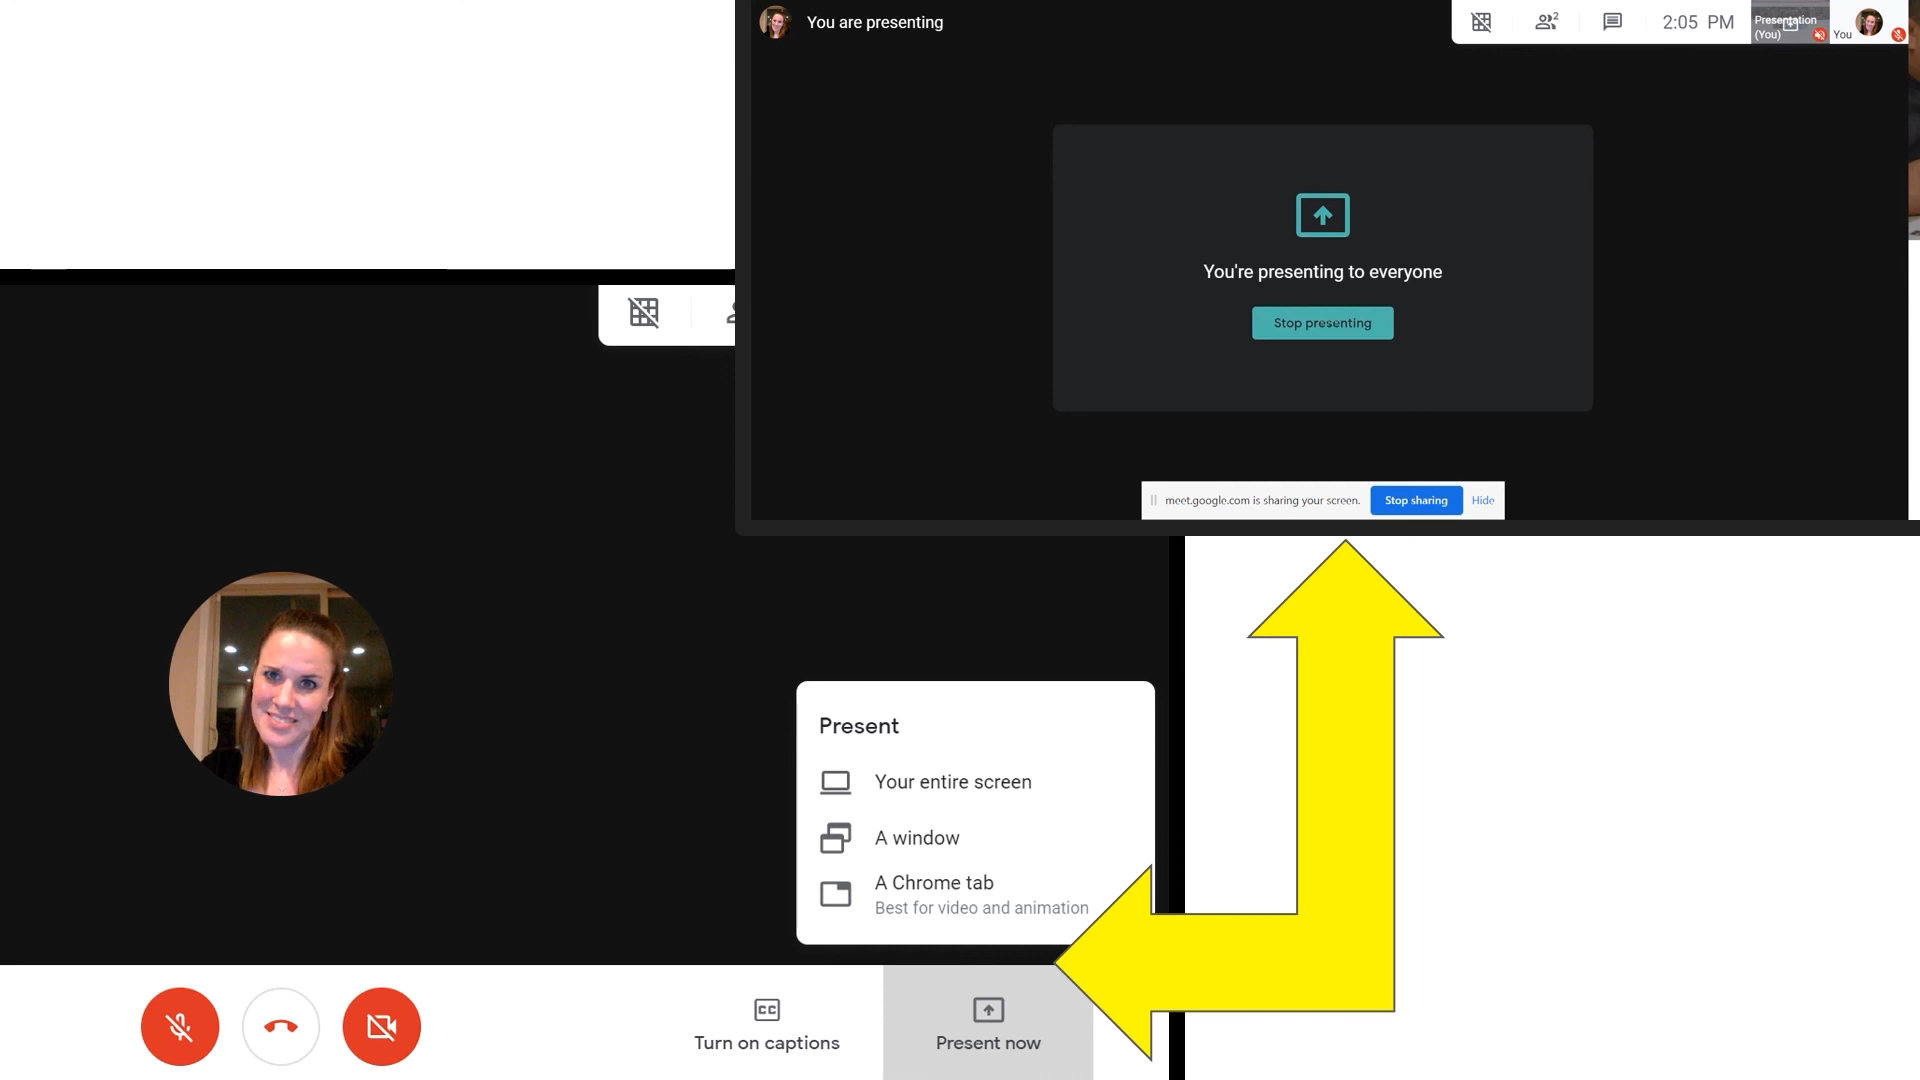 You are presenting
2
2:05 PM
Presentation
(You)
You
You're presenting to everyone
Stop presenting
meet.google.com is sharing your screen.
Stop sharing
Hide
Present
Your entire screen
A window
A Chrome tab
Best for video and animation
CC
Turn on captions
Present now